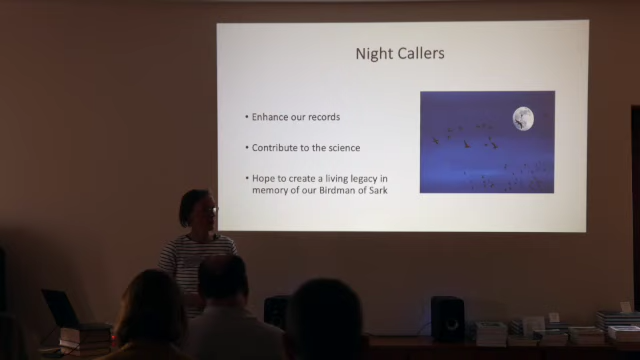 Night Callers
• Enhance our records
• Contribute to the science
• Hope to create a living legacy in
memory of our Birdman of Sark